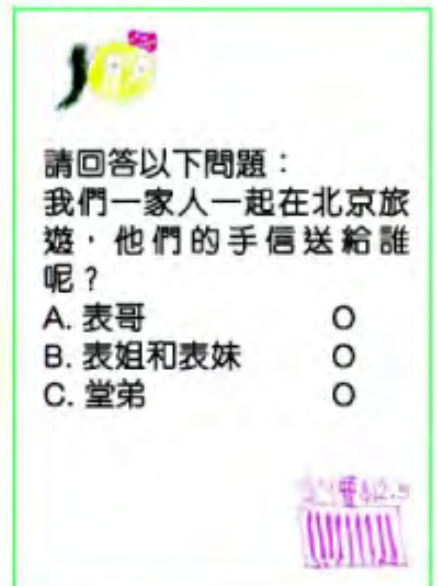 請回答以下問題：
我們一家人一起在北京旅
遊，他們的手信送給誰
呢？
A. 表哥 O
B. 表姐和表妹 O
C. 堂弟 O